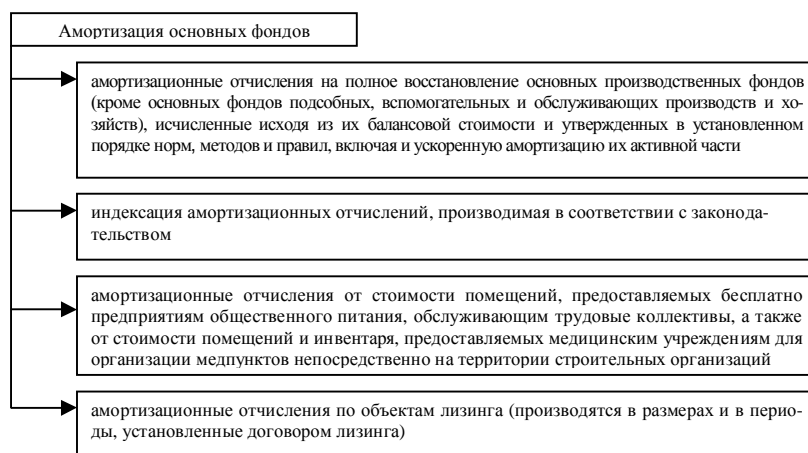 Амортизация основных фондов
амортизационные отчисления на полное восстановление основных производственных фондов
(кроме основных фондов подсобных, вспомогательных и обслуживающих производств и хо-
зяйств), исчисленные исходя из их балансовой стоимости и утвержденных в установленном
порядке норм, методов и правил, включая и ускоренную амортизацию их активной части
индексация амортизационных отчислений, производимая в соответствии с законода-
тельством
амортизационные отчисления от стоимости помещений, предоставляемых бесплатно
предприятиям общественного питания, обслуживающим трудовые коллективы, а также
от стоимости помещений и инвентаря, предоставляемых медицинским учреждениям для
организации медпунктов непосредственно на территории строительных организаций
амортизационные отчисления по объектам лизинга (производятся в размерах и в перио-
ды, установленные договором лизинга)